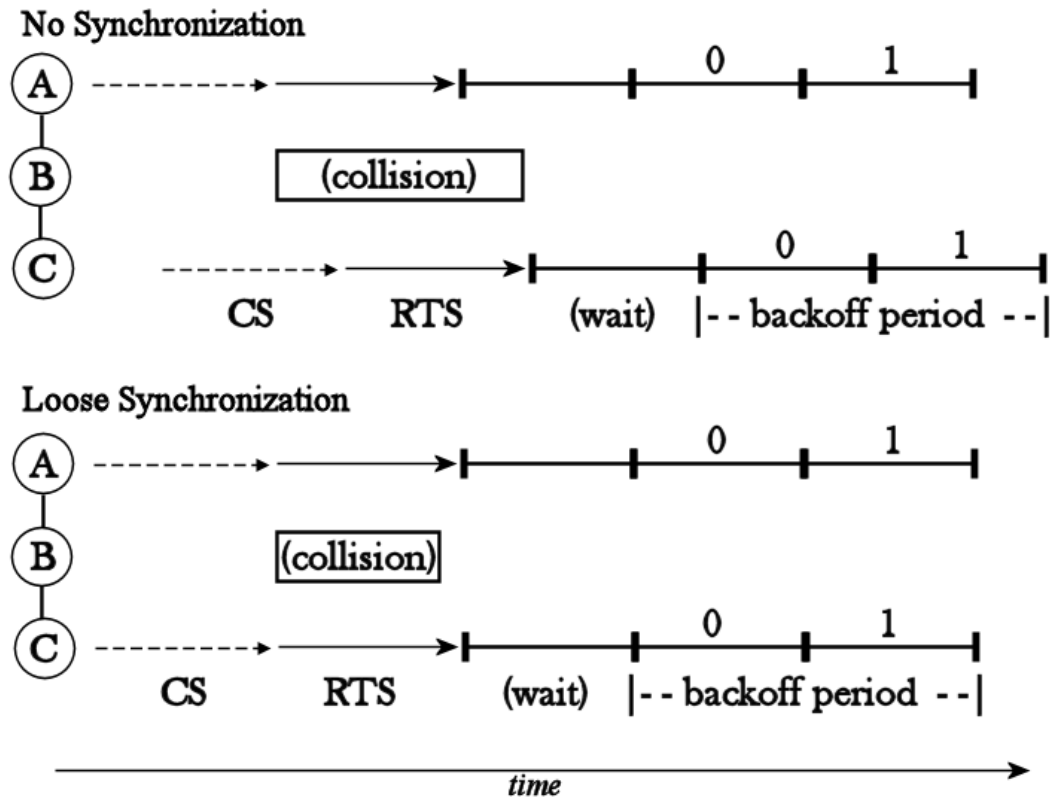 No Synchronization
A 0 1
B (collision)
C 0 1
CS RTS (wait) |-- backoff period --|
Loose Synchronization
A 0 1
B (collision)
C 0 1
CS RTS (wait) |-- backoff period --|
time